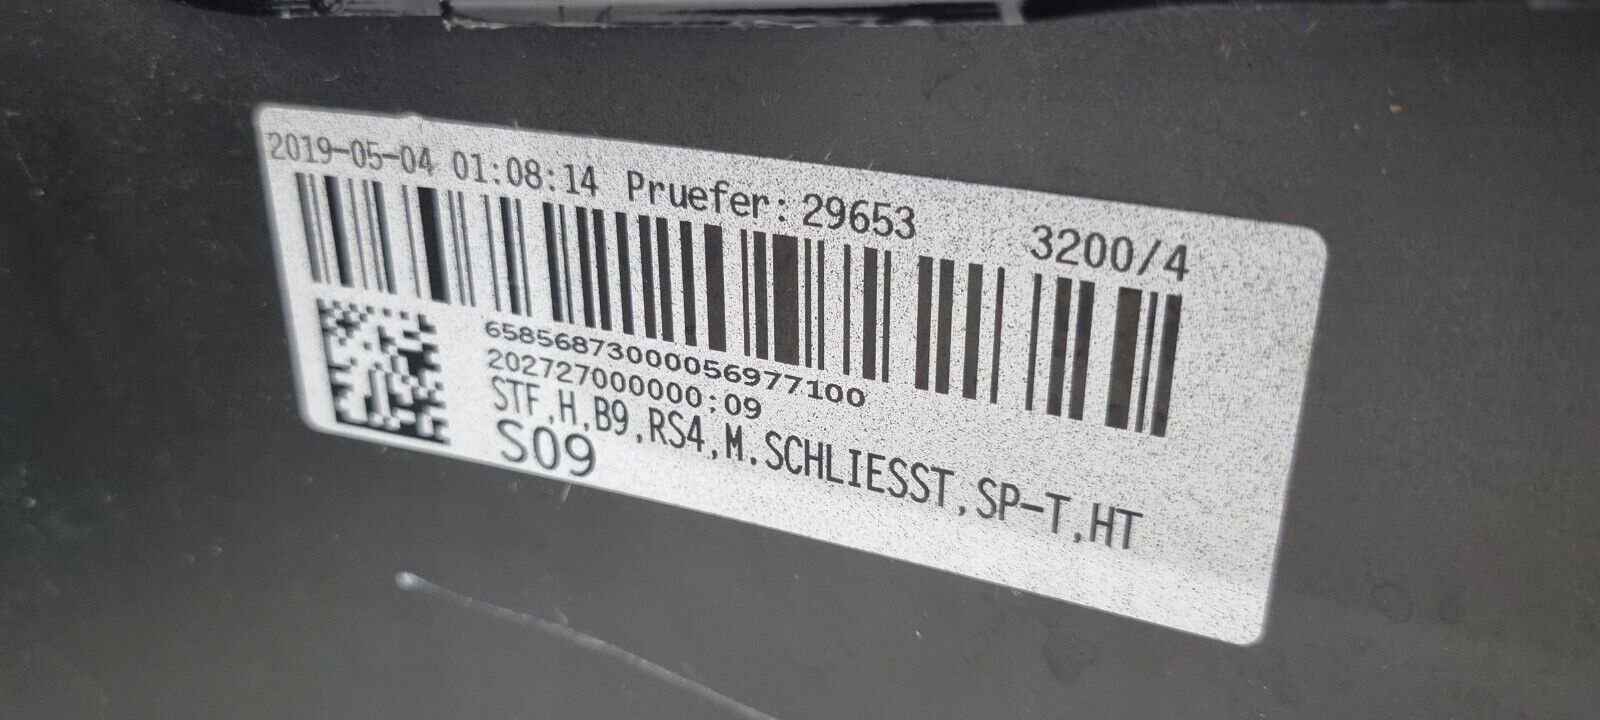 2019-05-04 01:08:14 Pruefer: 29653 3200/4
65856873000056977100
202727000000:09
STF,H,B9,RS4,M.SCHLIESST,SP-T,HT
S09